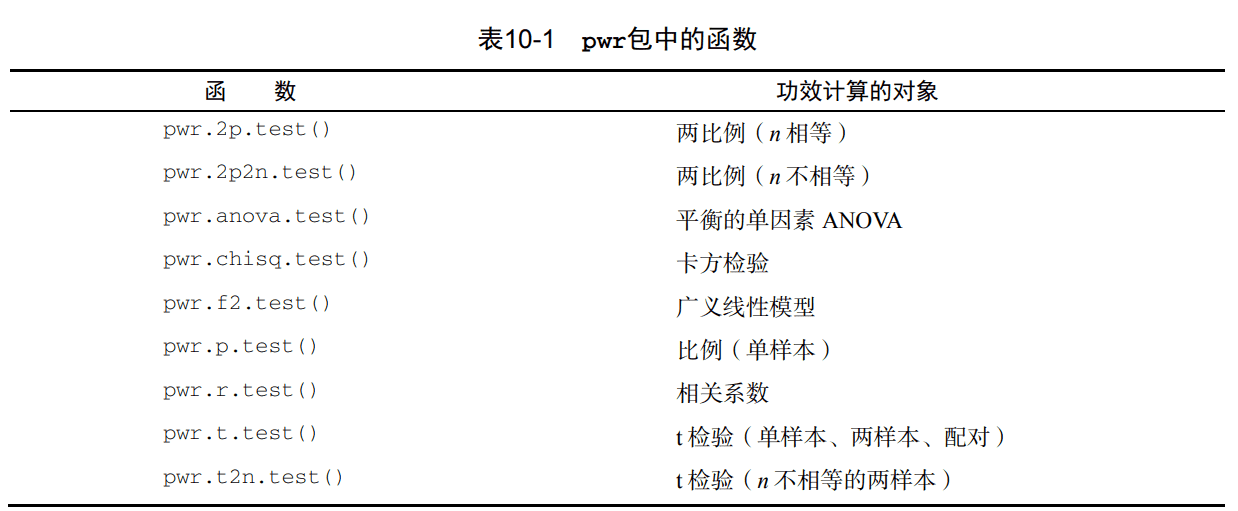 表10-1 pwr包中的函数
函 数 功效计算的对象
pwr.2p.test() 两比例（n 相等）
pwr.2p2n.test() 两比例（n 不相等）
pwr.anova.test() 平衡的单因素 ANOVA
pwr.chisq.test() 卡方检验
pwr.f2.test() 广义线性模型
pwr.p.test() 比例（单样本）
pwr.r.test() 相关系数
pwr.t.test() t 检验（单样本、两样本、配对）
pwr.t2n.test() t 检验（n 不相等的两样本）